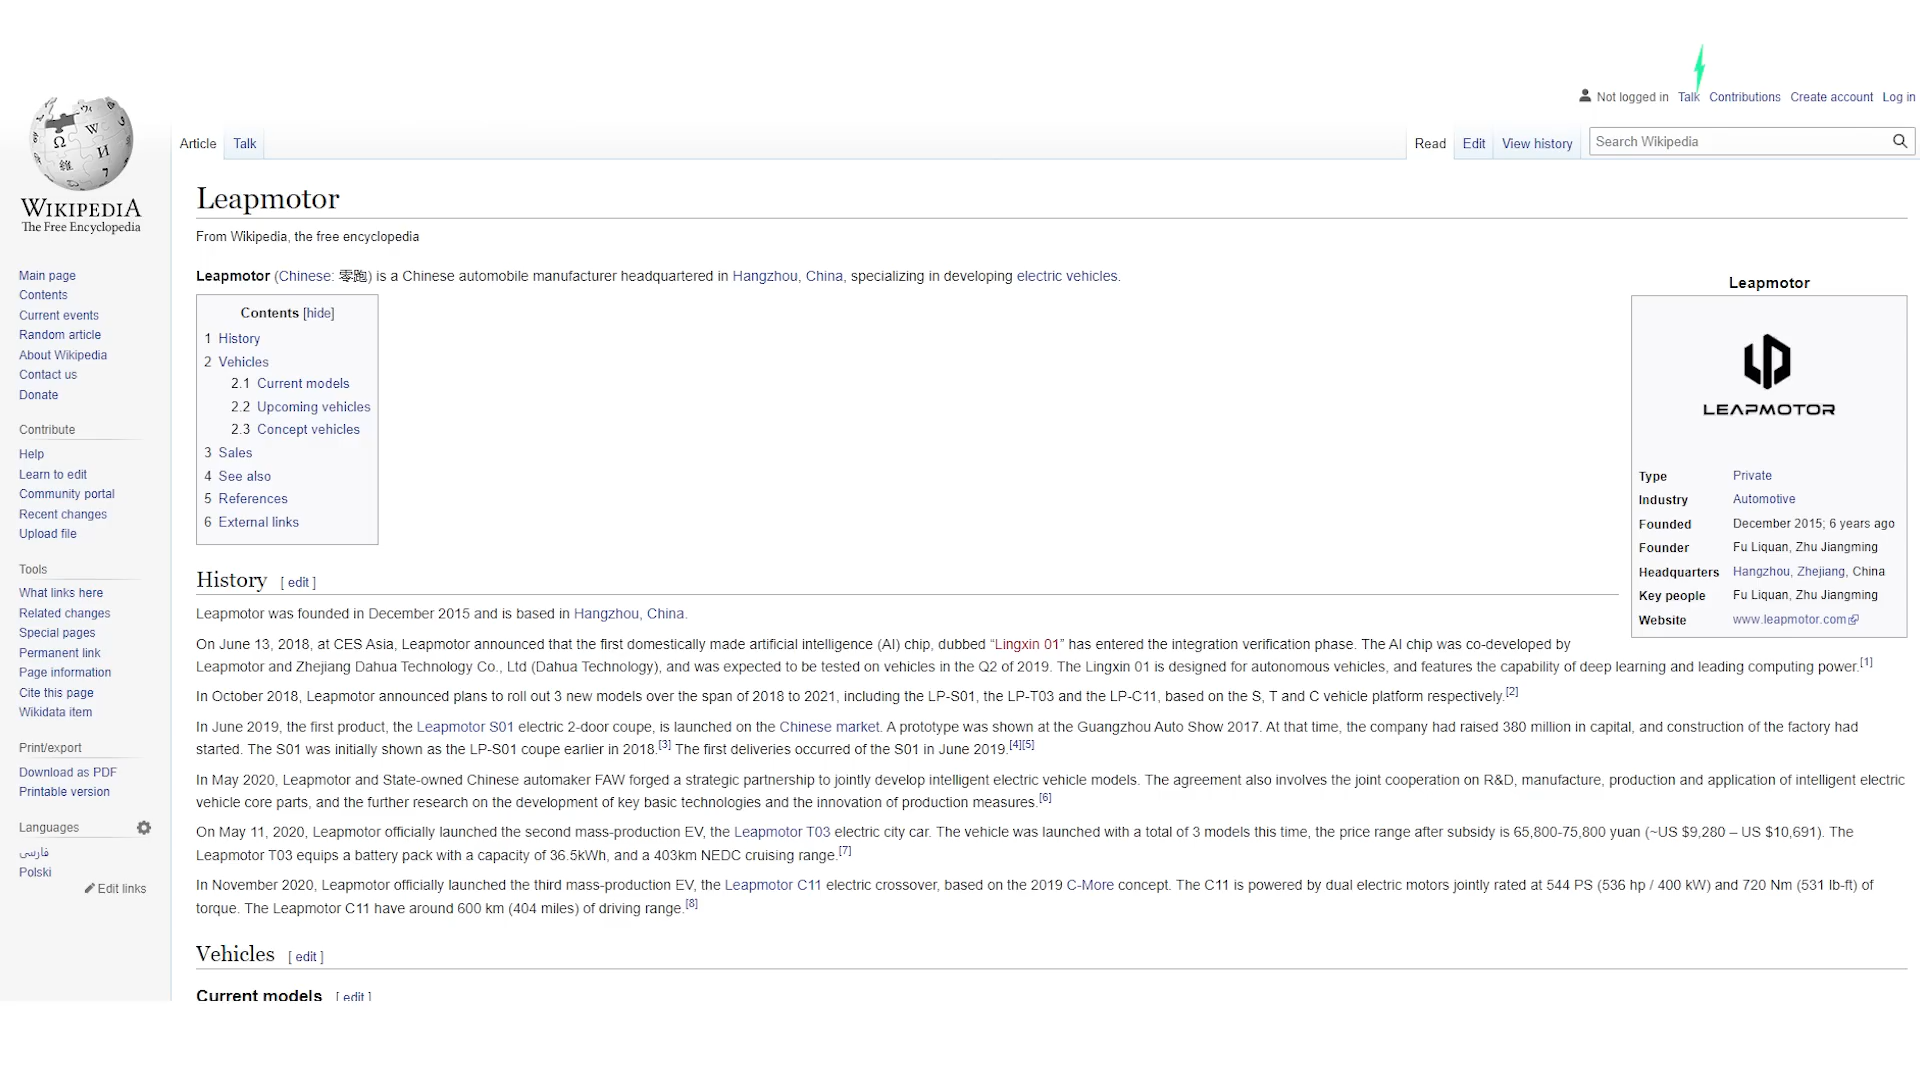 Not logged in Talk Contributions Create account Log in
Article Talk Read Edit View history Search Wikipedia
WIKIPEDIA
The Free Encyclopedia
Main page
Contents
Current events
Random article
About Wikipedia
Contact us
Donate
Contribute
Help
Learn to edit
Community portal
Recent changes
Upload file
Tools
What links here
Related changes
Special pages
Permanent link
Page information
Cite this page
Wikidata item
Print/export
Download as PDF
Printable version
Languages
فارسی
Polski
Edit links
Leapmotor
From Wikipedia, the free encyclopedia
Leapmotor (Chinese: 零跑) is a Chinese automobile manufacturer headquartered in Hangzhou, China, specializing in developing electric vehicles.
Contents [hide]
1 History
2 Vehicles
2.1 Current models
2.2 Upcoming vehicles
2.3 Concept vehicles
3 Sales
4 See also
5 References
6 External links
Leapmotor
LEAPMOTOR
Type Private
Industry Automotive
Founded December 2015; 6 years ago
Founder Fu Liquan, Zhu Jiangming
Headquarters Hangzhou, Zhejiang, China
Key people Fu Liquan, Zhu Jiangming
Website www.leapmotor.com
History [ edit ]
Leapmotor was founded in December 2015 and is based in Hangzhou, China.
On June 13, 2018, at CES Asia, Leapmotor announced that the first domestically made artificial intelligence (AI) chip, dubbed “Lingxin 01” has entered the integration verification phase. The AI chip was co-developed by
Leapmotor and Zhejiang Dahua Technology Co., Ltd (Dahua Technology), and was expected to be tested on vehicles in the Q2 of 2019. The Lingxin 01 is designed for autonomous vehicles, and features the capability of deep learning and leading computing power.[1]
In October 2018, Leapmotor announced plans to roll out 3 new models over the span of 2018 to 2021, including the LP-S01, the LP-T03 and the LP-C11, based on the S, T and C vehicle platform respectively.[2]
In June 2019, the first product, the Leapmotor S01 electric 2-door coupe, is launched on the Chinese market. A prototype was shown at the Guangzhou Auto Show 2017. At that time, the company had raised 380 million in capital, and construction of the factory had
started. The S01 was initially shown as the LP-S01 coupe earlier in 2018.[3] The first deliveries occurred of the S01 in June 2019.[4][5]
In May 2020, Leapmotor and State-owned Chinese automaker FAW forged a strategic partnership to jointly develop intelligent electric vehicle models. The agreement also involves the joint cooperation on R&D, manufacture, production and application of intelligent electric
vehicle core parts, and the further research on the development of key basic technologies and the innovation of production measures.[6]
On May 11, 2020, Leapmotor officially launched the second mass-production EV, the Leapmotor T03 electric city car. The vehicle was launched with a total of 3 models this time, the price range after subsidy is 65,800-75,800 yuan (~US $9,280 – US $10,691). The
Leapmotor T03 equips a battery pack with a capacity of 36.5kWh, and a 403km NEDC cruising range.[7]
In November 2020, Leapmotor officially launched the third mass-production EV, the Leapmotor C11 electric crossover, based on the 2019 C-More concept. The C11 is powered by dual electric motors jointly rated at 544 PS (536 hp / 400 kW) and 720 Nm (531 lb-ft) of
torque. The Leapmotor C11 have around 600 km (404 miles) of driving range.[8]
Vehicles [ edit ]
Current models [ edit ]